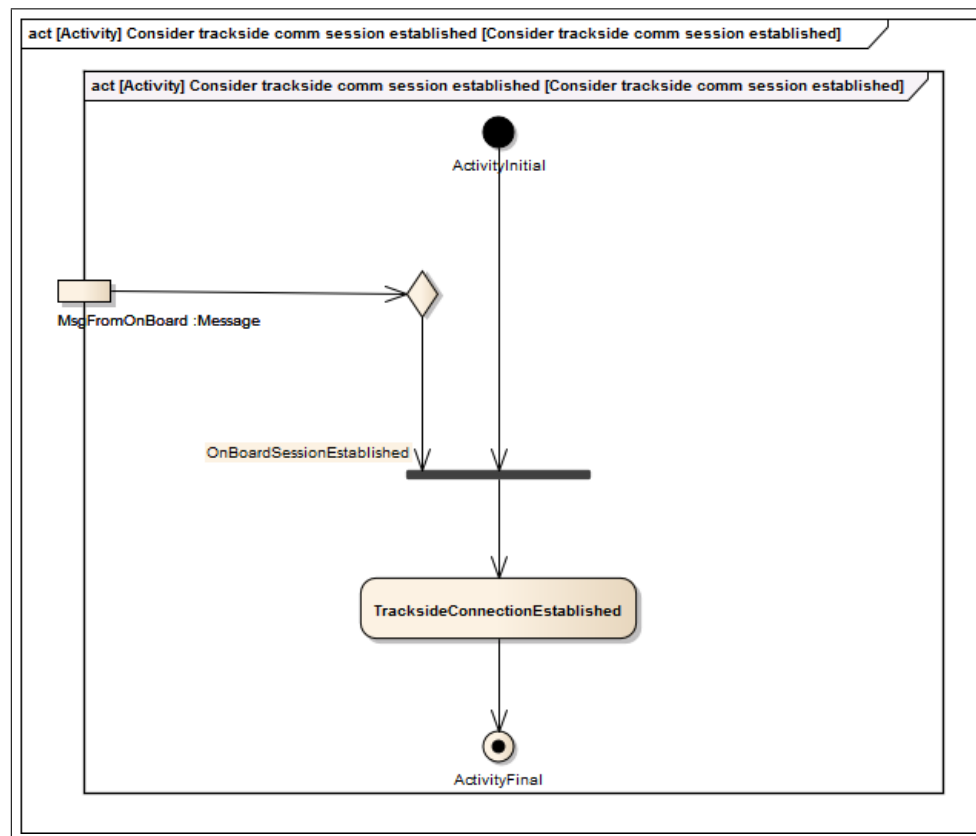 act [Activity] Consider trackside comm session established [Consider trackside comm session established]
act [Activity] Consider trackside comm session established [Consider trackside comm session established]
ActivityInitial
MsgFromOnBoard :Message
OnBoardSessionEstablished
TracksideConnectionEstablished
ActivityFinal